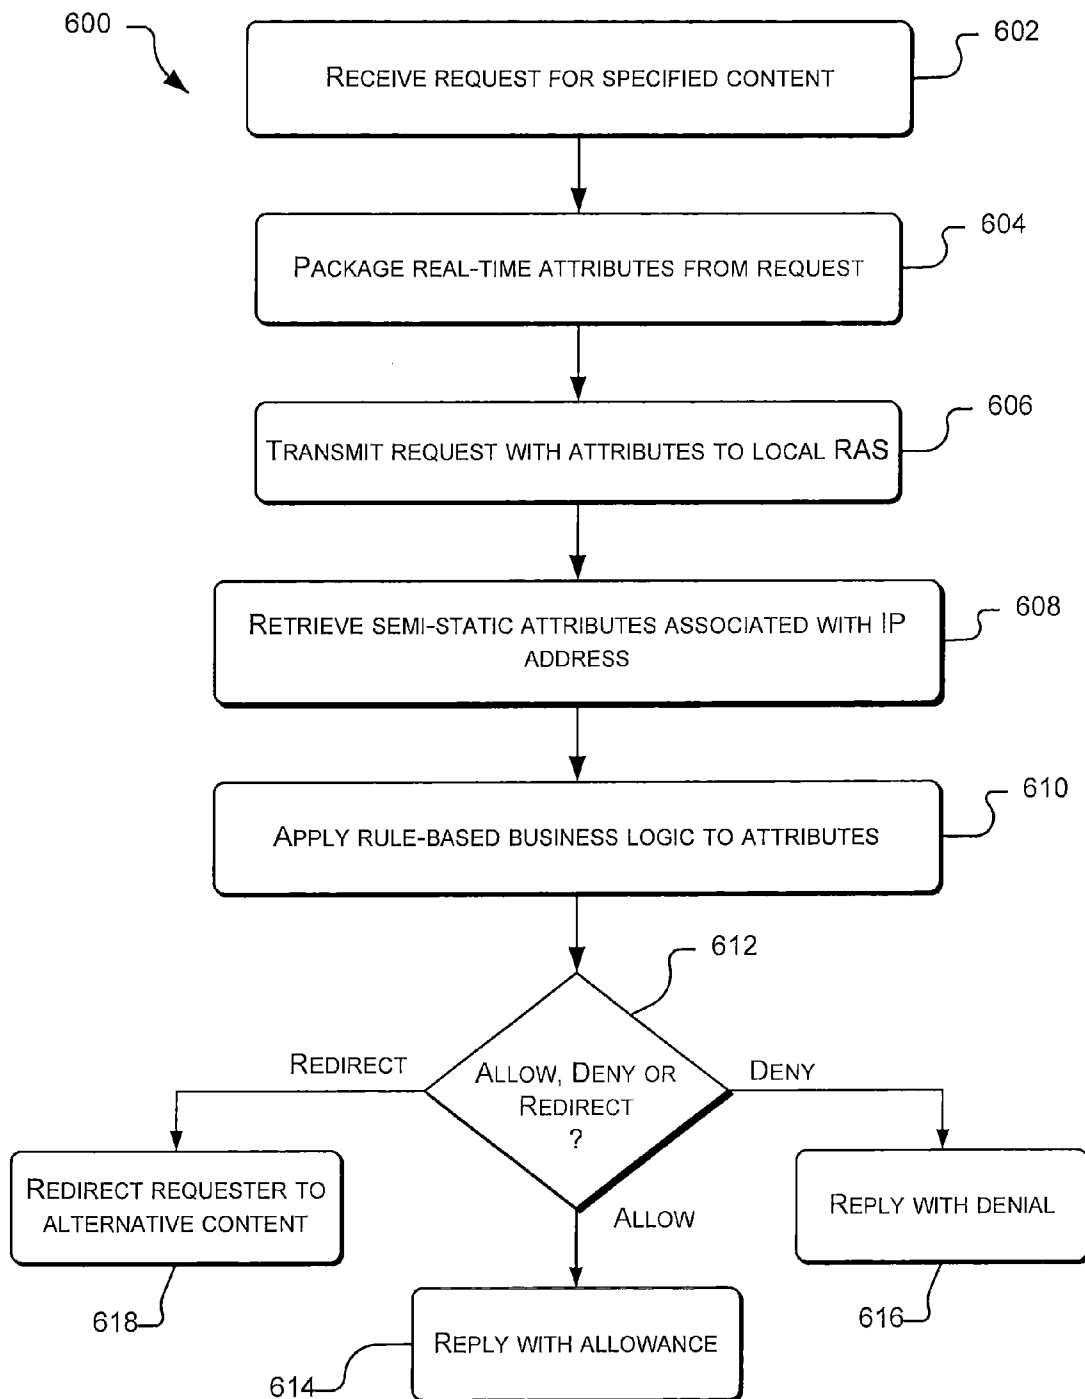 600
602
RECEIVE REQUEST FOR SPECIFIED CONTENT
604
PACKAGE REAL-TIME ATTRIBUTES FROM REQUEST
606
TRANSMIT REQUEST WITH ATTRIBUTES TO LOCAL RAS
608
RETRIEVE SEMI-STATIC ATTRIBUTES ASSOCIATED WITH IP
ADDRESS
610
APPLY RULE-BASED BUSINESS LOGIC TO ATTRIBUTES
612
REDIRECT
ALLOW, DENY OR
REDIRECT
?
DENY
REDIRECT REQUESTER TO
ALTERNATIVE CONTENT
618
ALLOW
REPLY WITH DENIAL
616
REPLY WITH ALLOWANCE
614